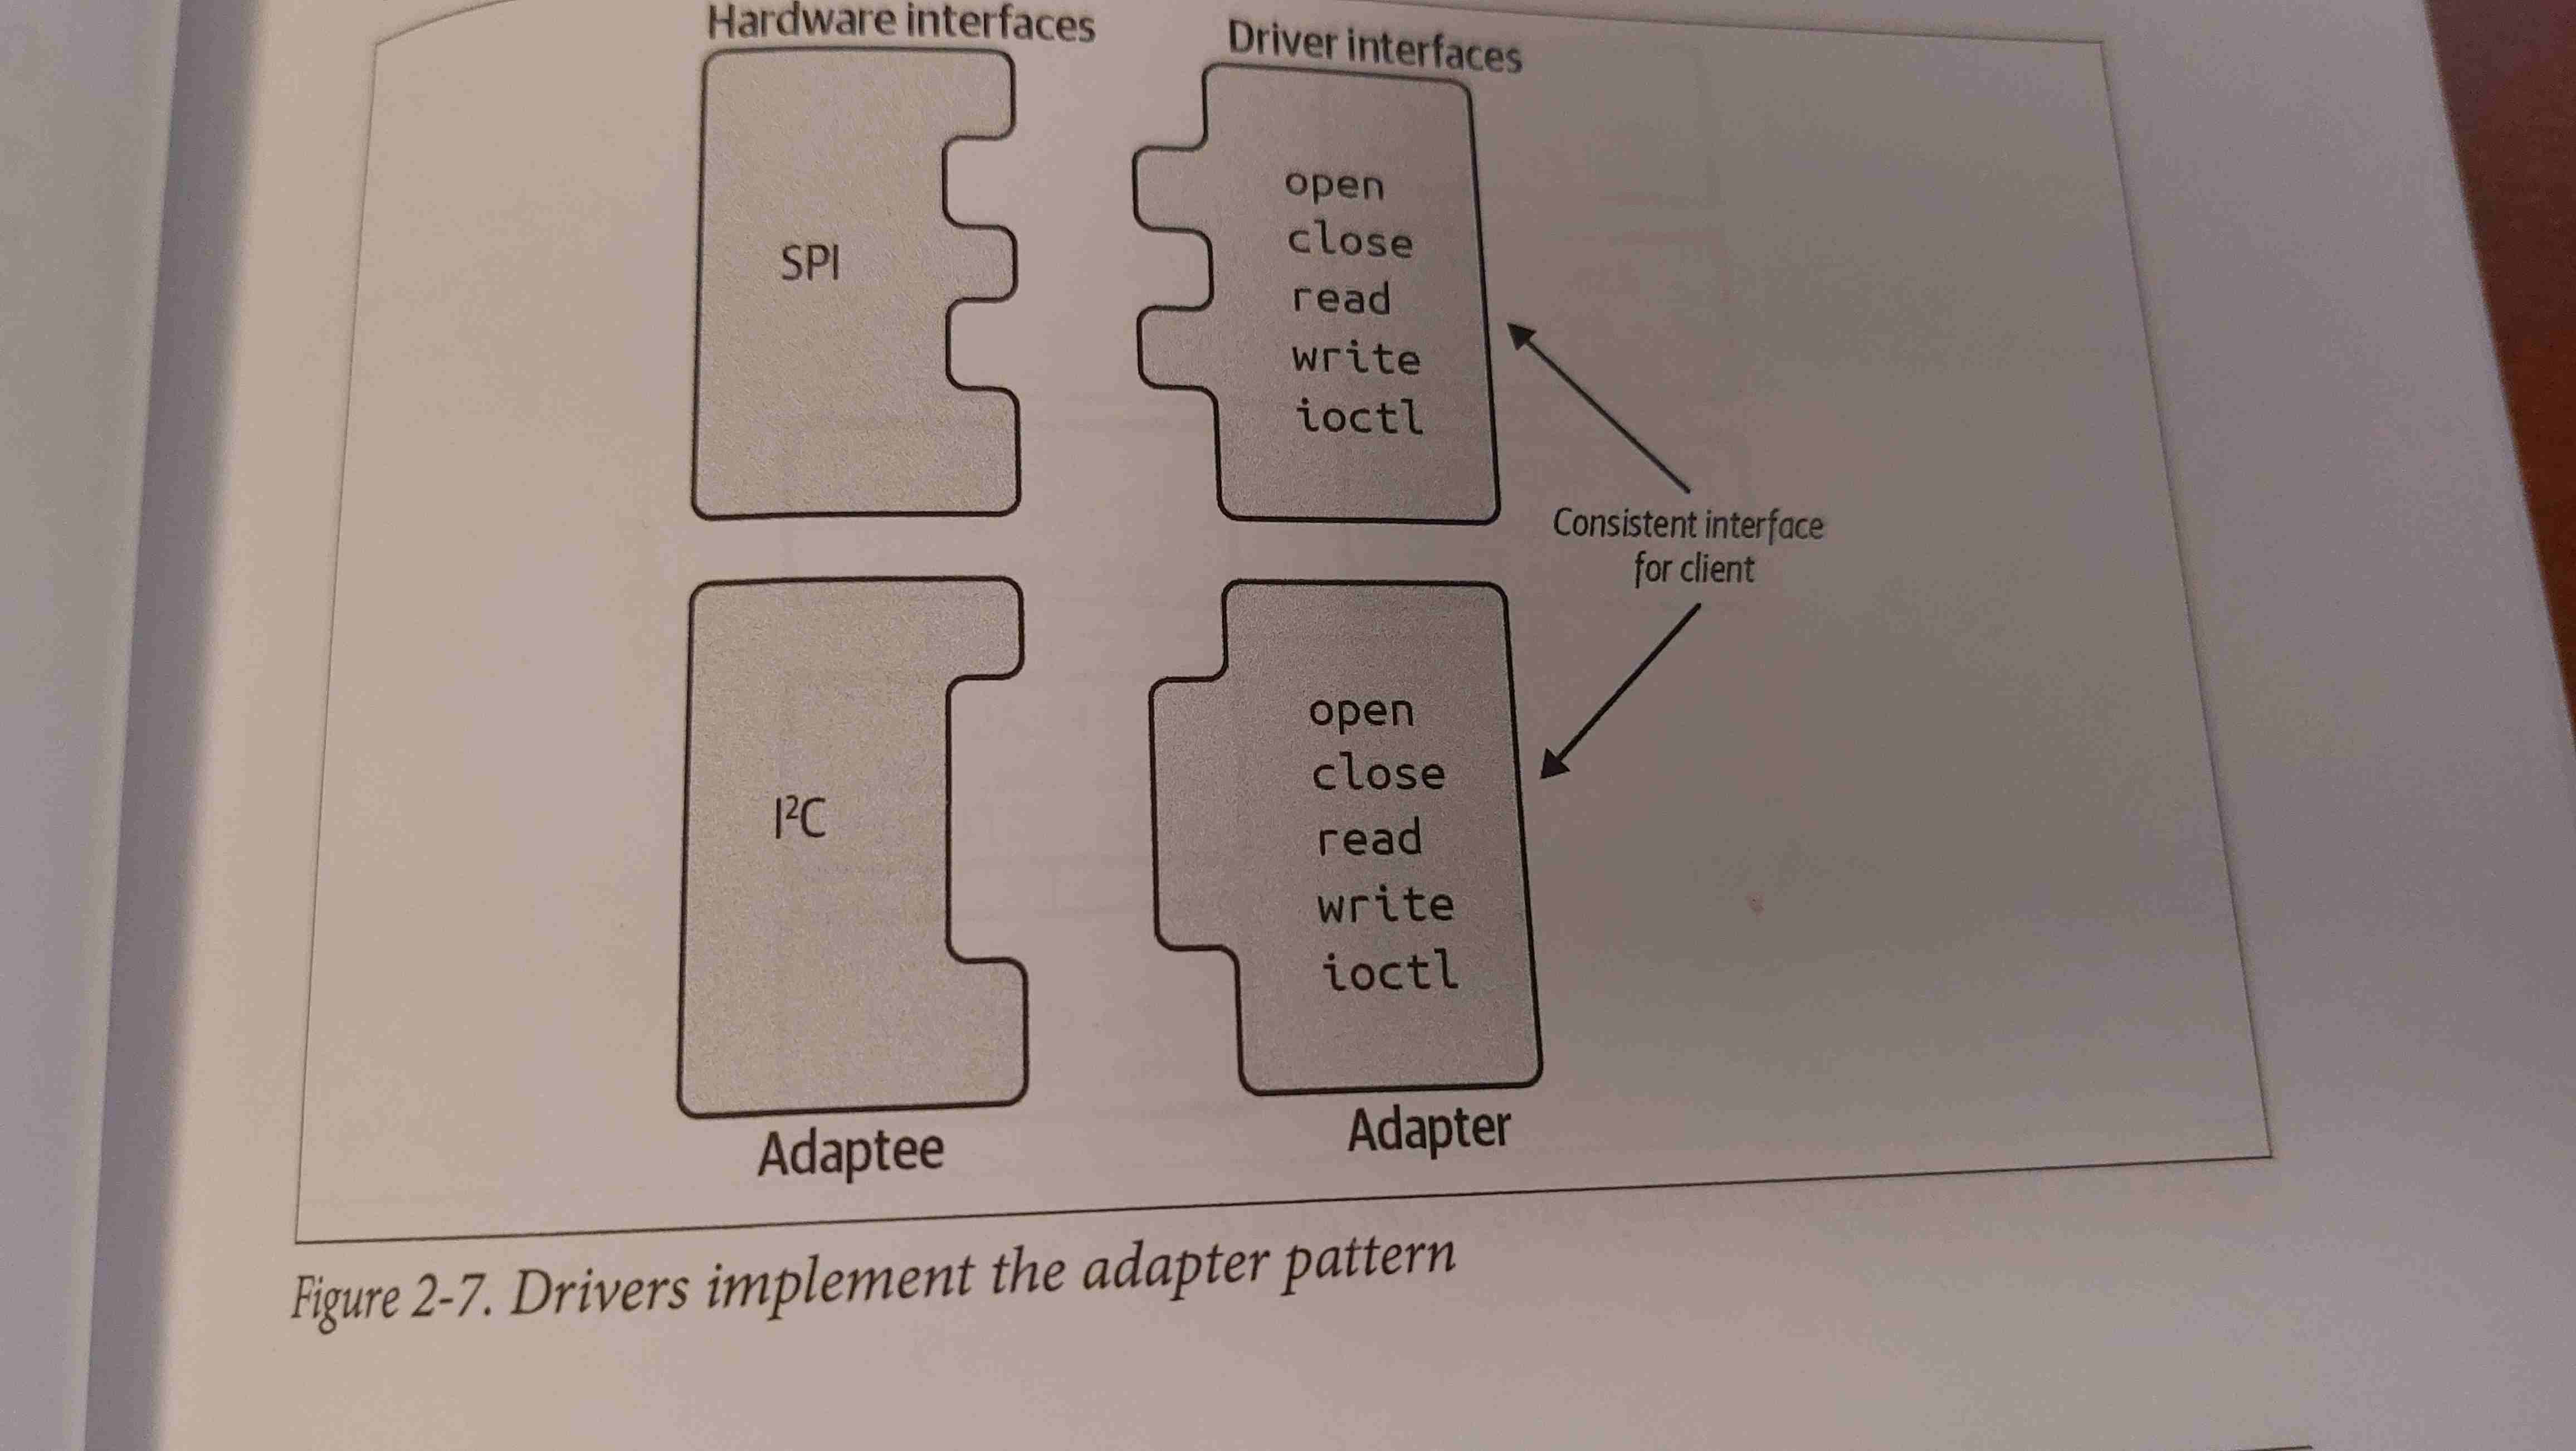 Hardware interfaces
Driver interfaces
SPI
open
close
read
write
ioctl
Consistent interface
for client
I²C
open
close
read
write
ioctl
Adaptee
Adapter
Figure 2-7. Drivers implement the adapter pattern